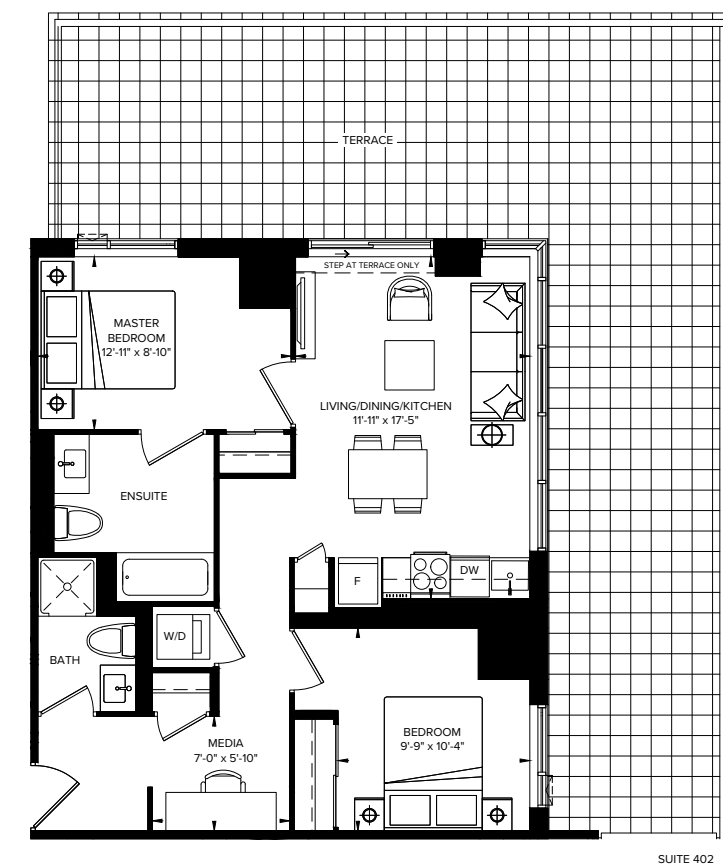 TERRACE
STEP AT TERRACE ONLY
MASTER
BEDROOM
12'-11" x 8'-10"
LIVING/DINING/KITCHEN
11'-11" x 17'-5"
ENSUITE
F
DW
W/D
BATH
MEDIA
7'-0" x 5'-10"
BEDROOM
9'-9" x 10'-4"
SUITE 402